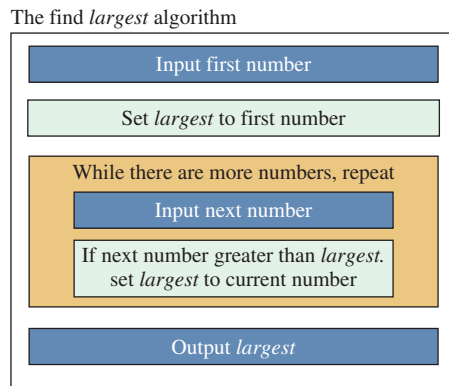 The find largest algorithm
Input first number
Set largest to first number
While there are more numbers, repeat
Input next number
If next number greater than largest.
set largest to current number
Output largest